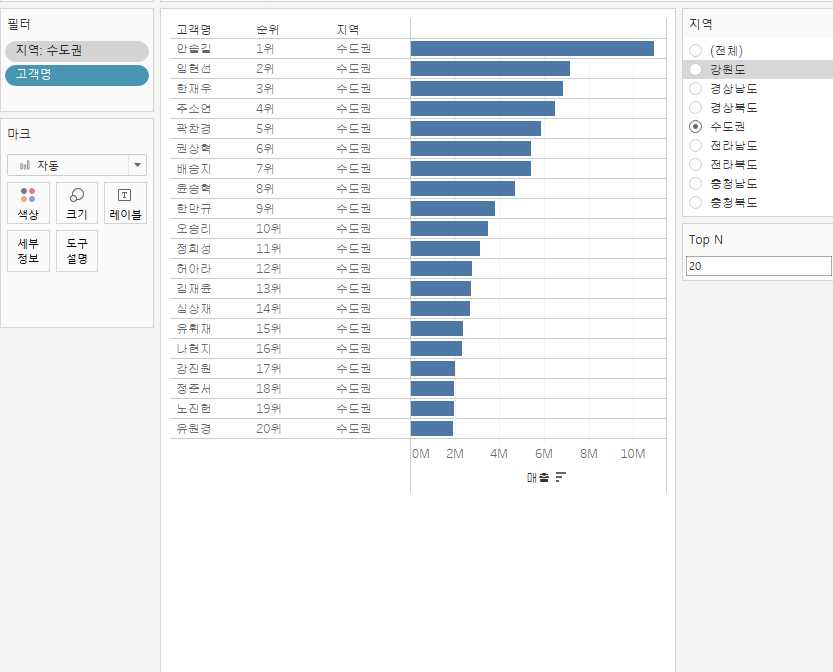 필터
지역: 수도권
고객명
마크
자동
색상
크기
레이블
세부
정보
도구
설명
고객명 순위 지역
안솔길 1위 수도권
임현선 2위 수도권
한재우 3위 수도권
주소연 4위 수도권
곽찬경 5위 수도권
권상혁 6위 수도권
배승지 7위 수도권
윤승혁 8위 수도권
한만규 9위 수도권
오승리 10위 수도권
정희성 11위 수도권
허아라 12위 수도권
김재윤 13위 수도권
심상재 14위 수도권
유휘재 15위 수도권
나현지 16위 수도권
강진원 17위 수도권
정준서 18위 수도권
노진헌 19위 수도권
유원경 20위 수도권
0M 2M 4M 6M 8M 10M
매출
지역
(전체)
강원도
경상남도
경상북도
수도권
전라남도
전라북도
충청남도
충청북도
Top N
20